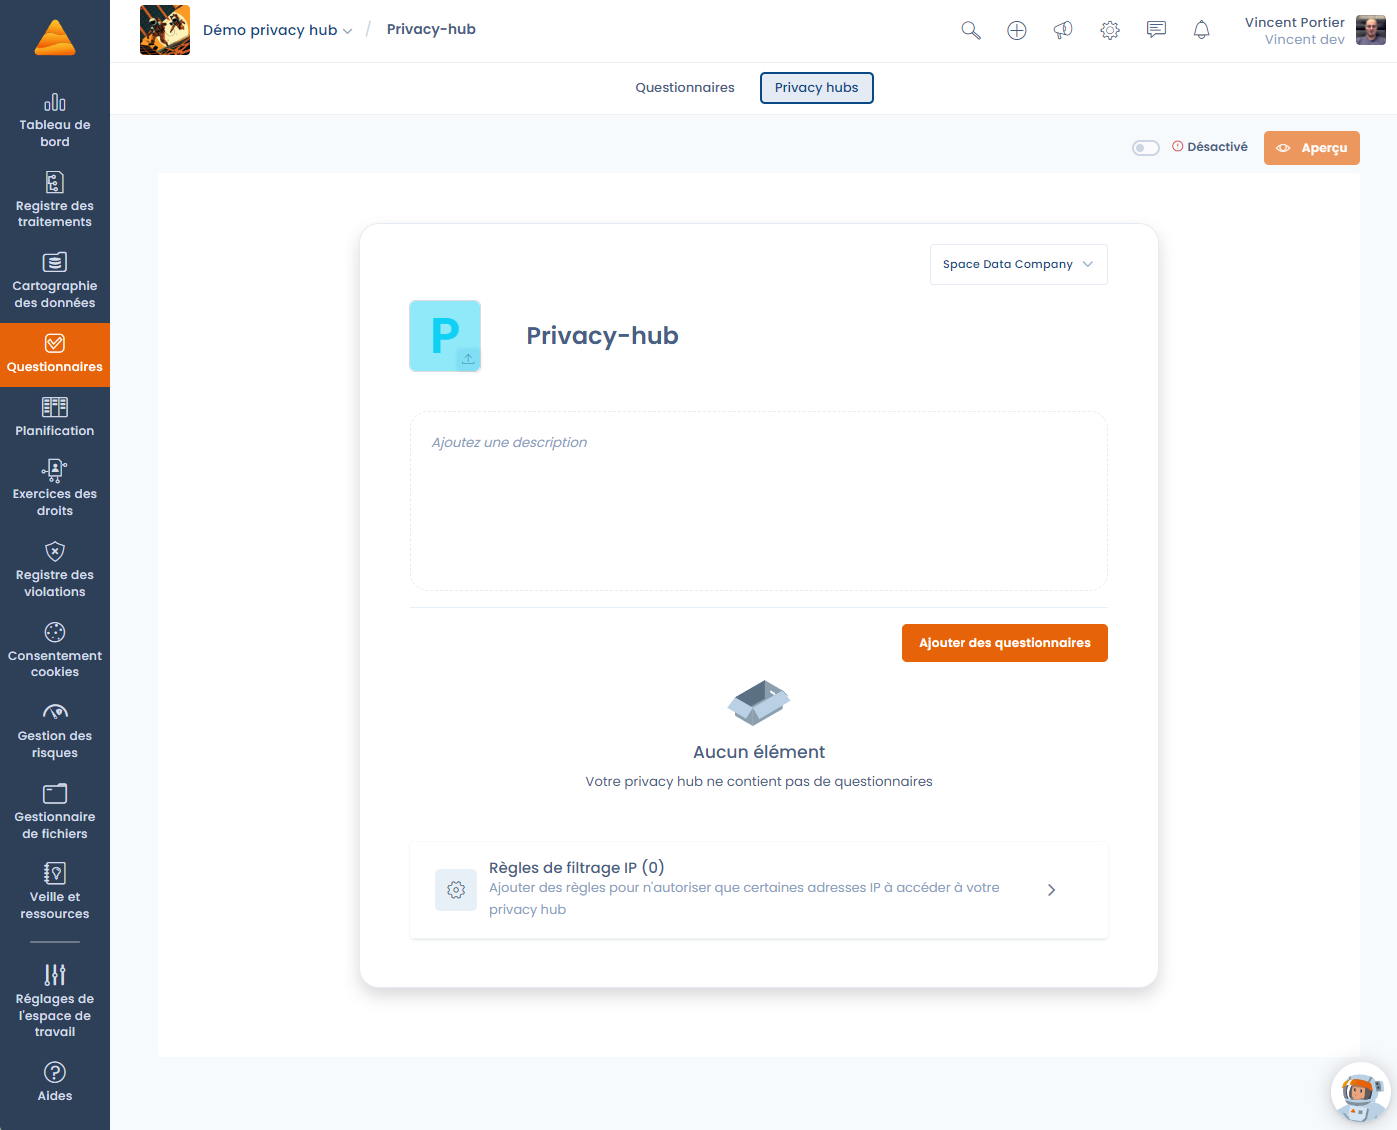 Démo privacy hub / Privacy-hub
Vincent Portier
Vincent dev
Questionnaires
Privacy hubs
Désactivé
Aperçu
Tableau de
bord
Registre des
traitements
Cartographie
des données
Questionnaires
Planification
Exercices des
droits
Registre des
violations
Consentement
cookies
Gestion des
risques
Gestionnaire
de fichiers
Veille et
ressources
Réglages de
l'espace de
travail
Aides
Space Data Company
P
Privacy-hub
Ajoutez une description
Ajouter des questionnaires
Aucun élément
Votre privacy hub ne contient pas de questionnaires
Règles de filtrage IP (0)
Ajouter des règles pour n'autoriser que certaines adresses IP à accéder à votre
privacy hub